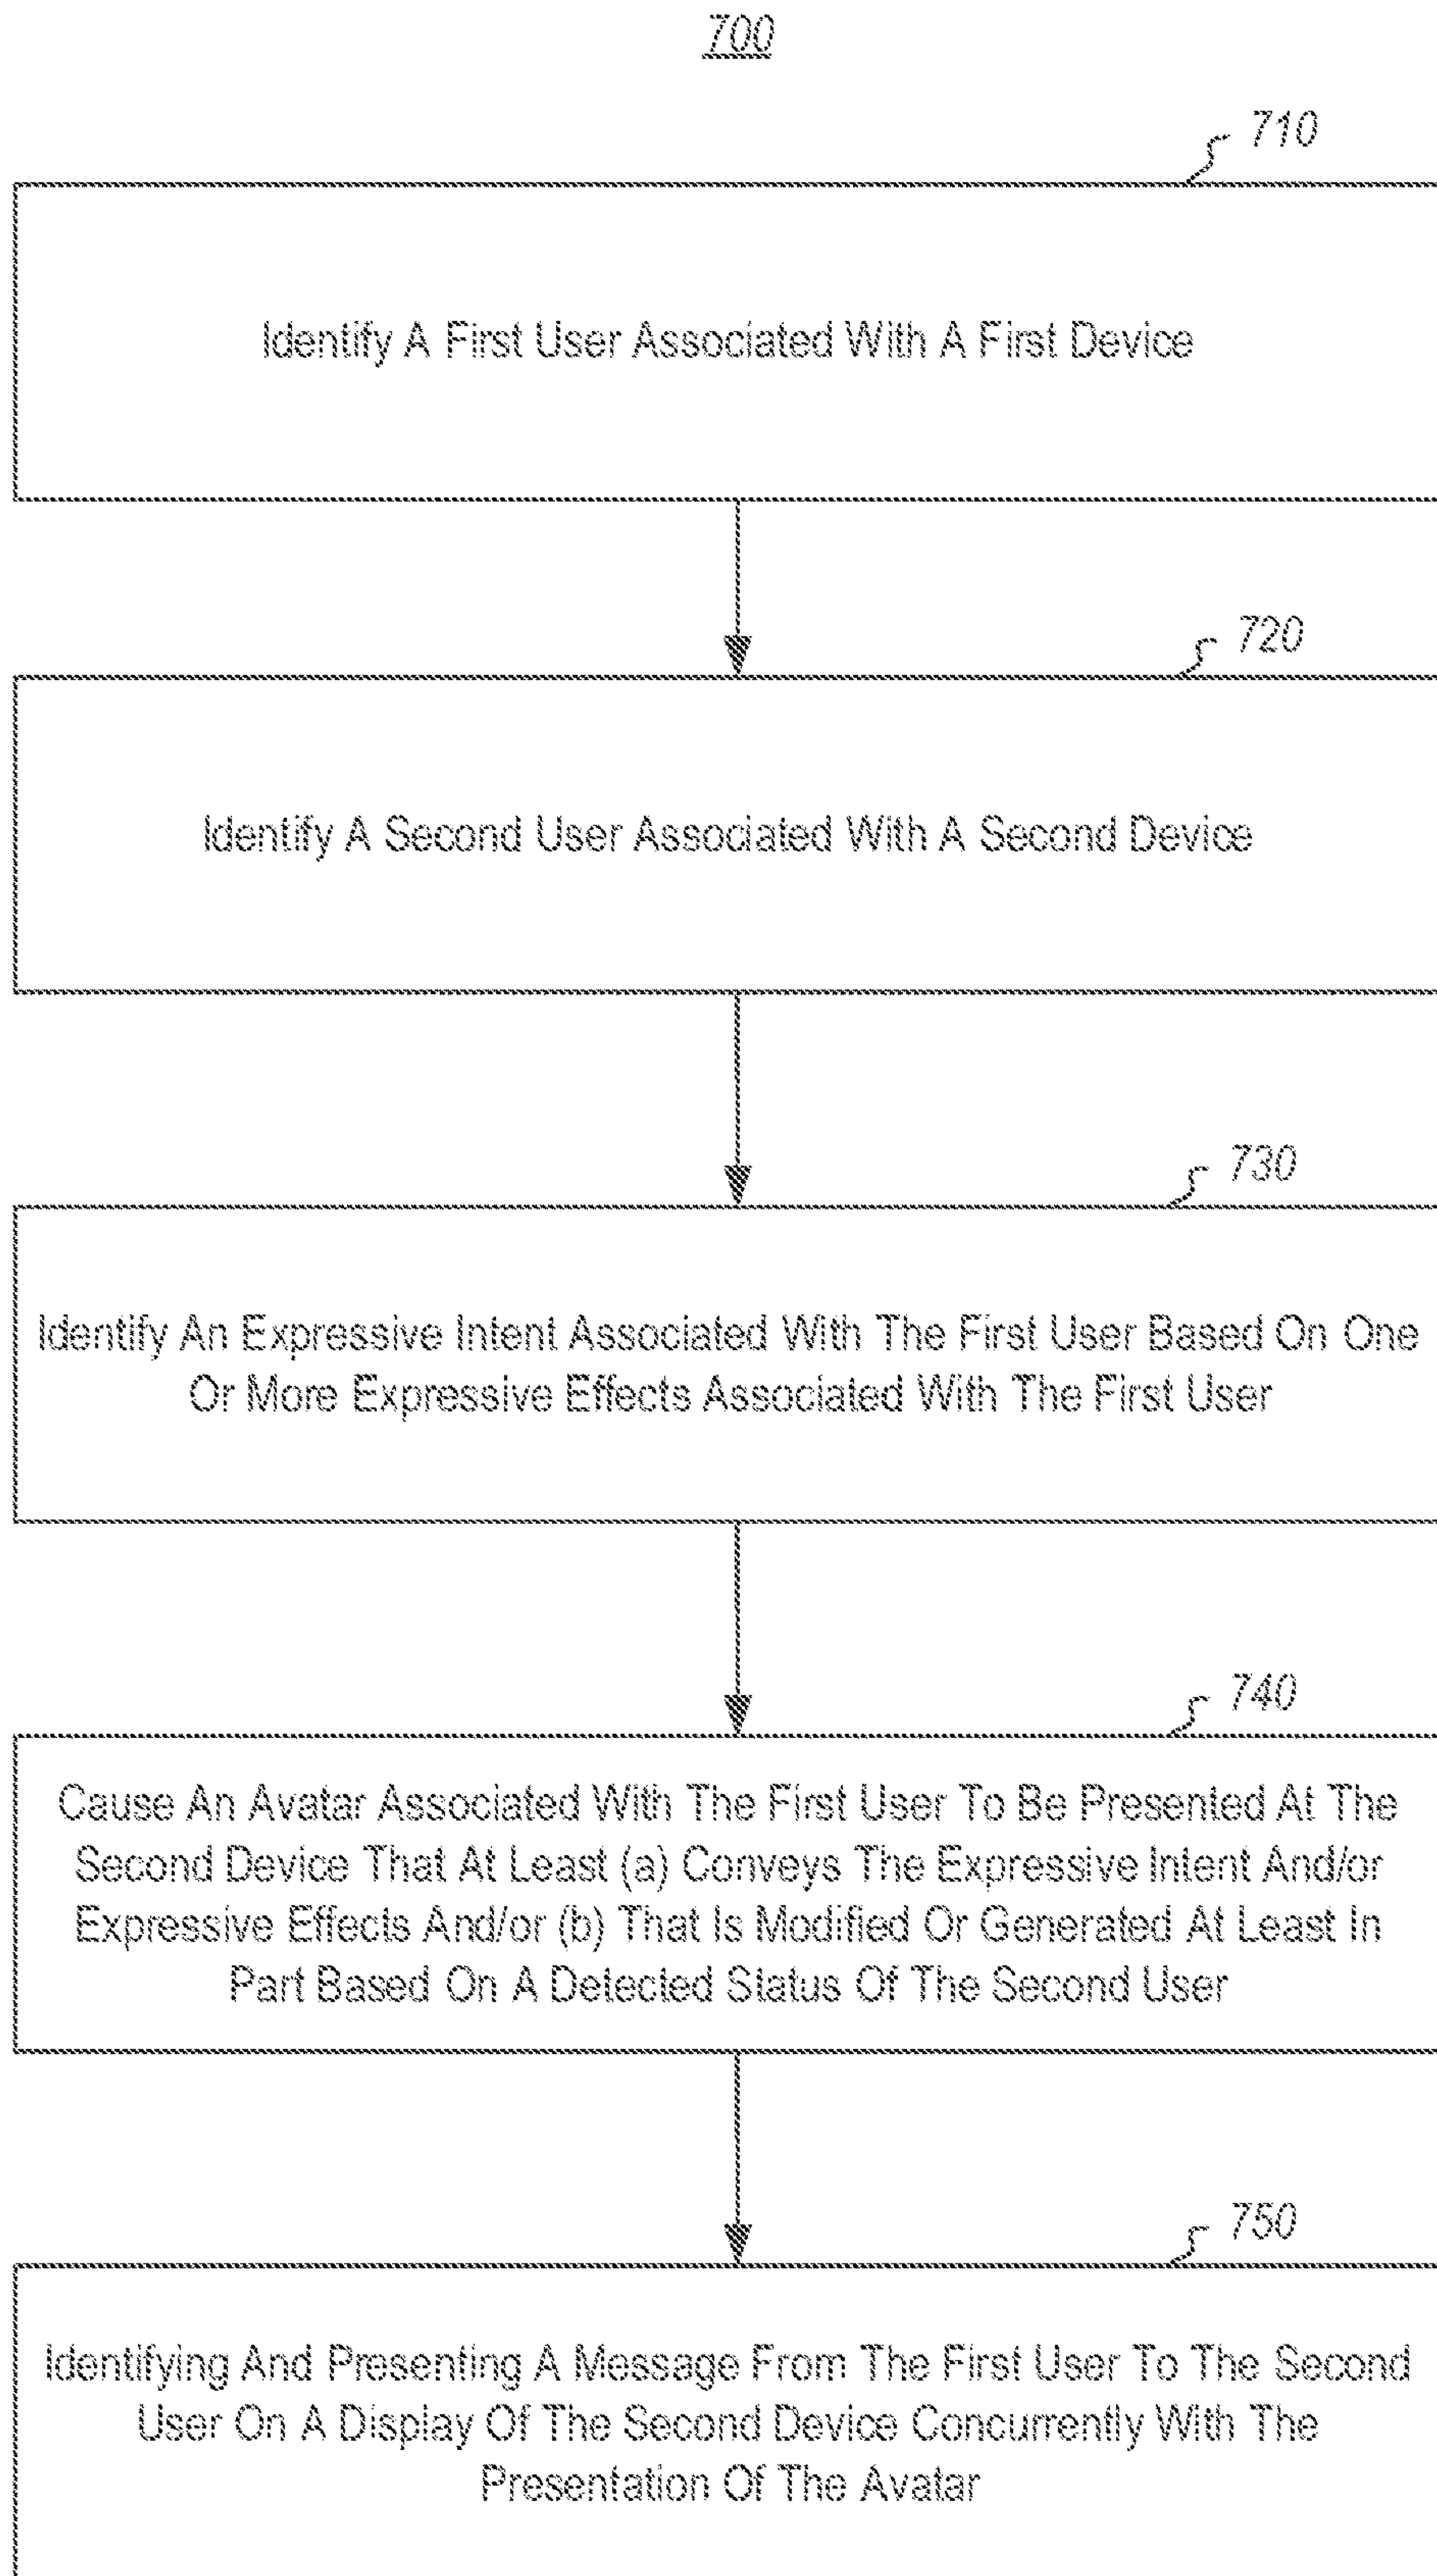 700
710
Identify A First User Associated With A First Device
720
Identify A Second User Associated With A Second Device
730
Identify An Expressive Intent Associated With The First User Based On One
Or More Expressive Effects Associated With The First User
740
Cause An Avatar Associated With The First User To Be Presented At The
Second Device That At Least (a) Conveys The Expressive Intent And/or
Expressive Effects And/or (b) That Is Modified Or Generated At Least In
Part Based On A Detected Status Of The Second User
750
Identifying And Presenting A Message From The First User To The Second
User On A Display Of The Second Device Concurrently With The
Presentation Of The Avatar